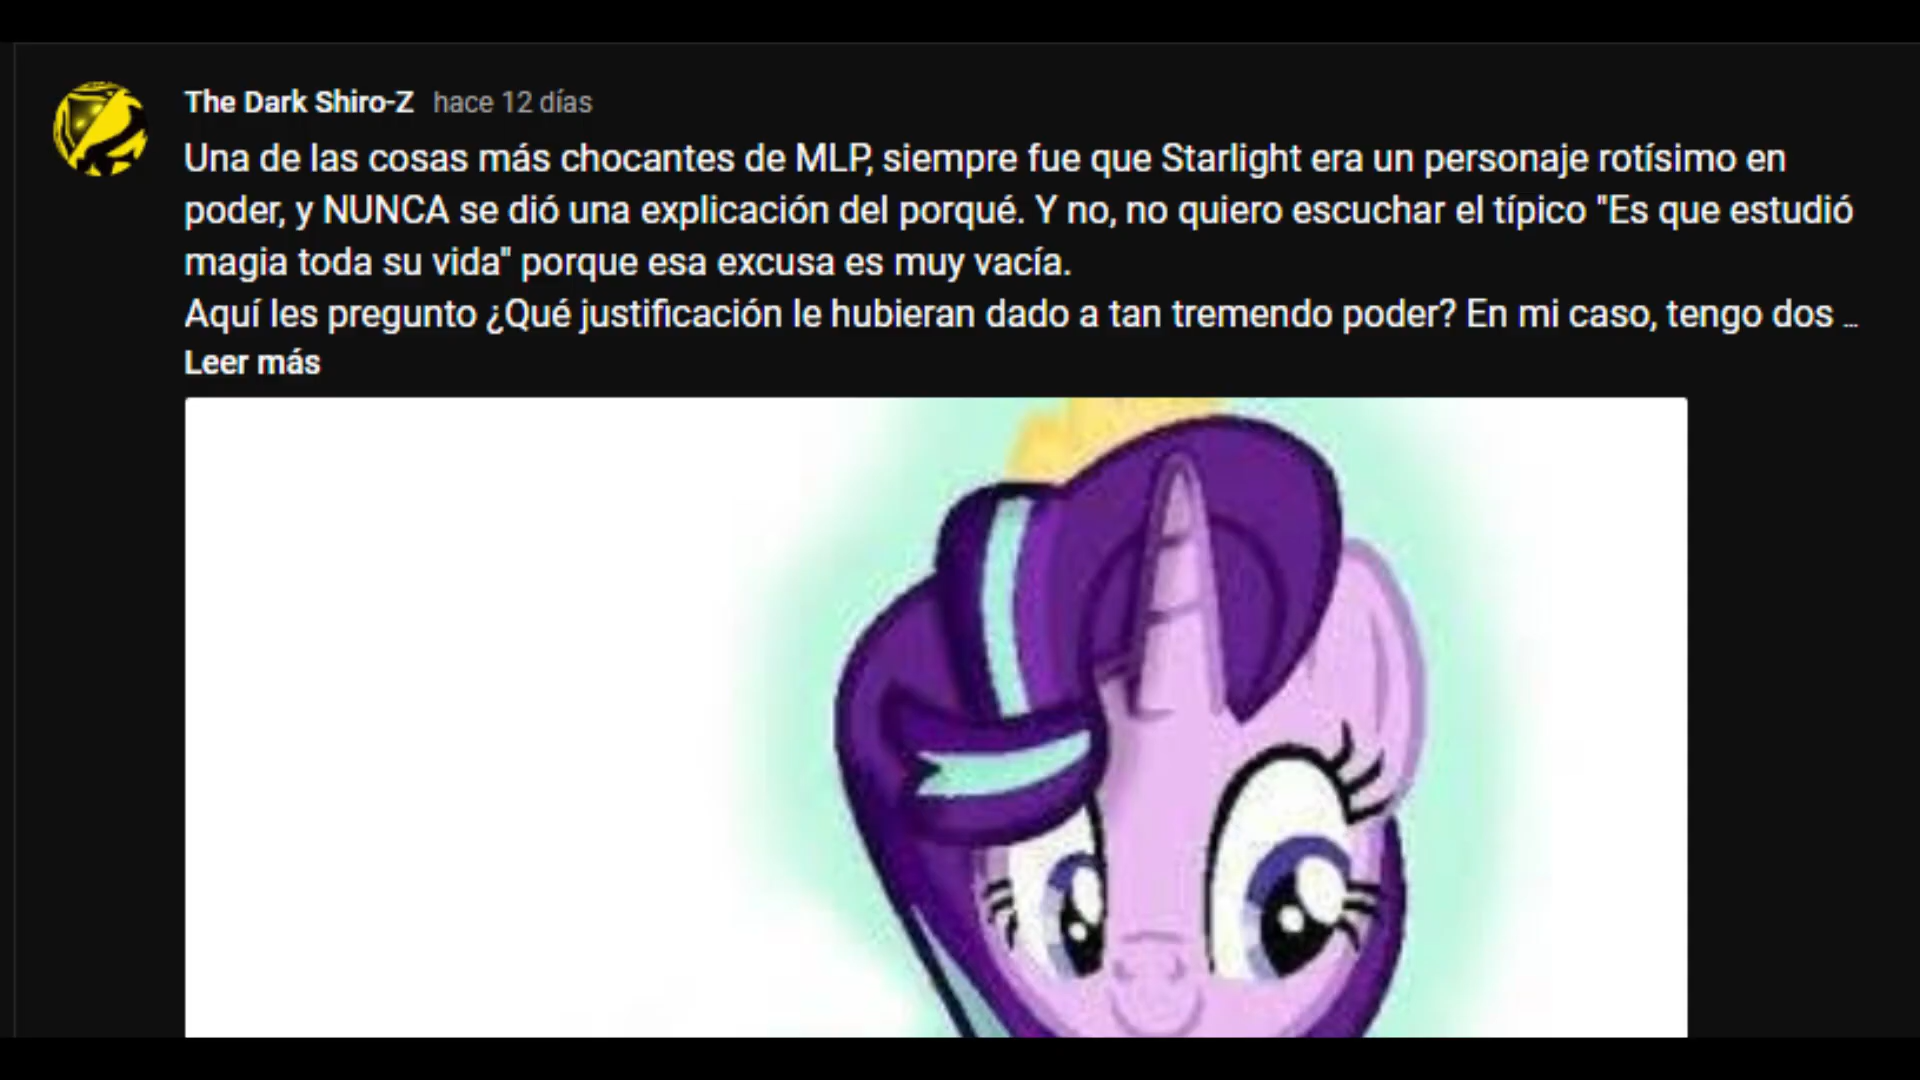 The Dark Shiro-Z hace 12 días
Una de las cosas más chocantes de MLP, siempre fue que Starlight era un personaje rotísimo en
poder, y NUNCA se dió una explicación del porqué. Y no, no quiero escuchar el típico "Es que estudió
magia toda su vida" porque esa excusa es muy vacía.
Aquí les pregunto ¿Qué justificación le hubieran dado a tan tremendo poder? En mi caso, tengo dos ...
Leer más